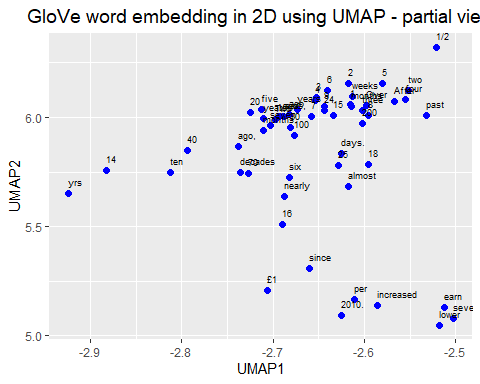 GloVe word embedding in 2D using UMAP - partial vie
1/2
6
2
5
two
four
weeks
After
past
20
five
years
24
15
7
100
ago,
40
14
ten
yrs
decades
six
nearly
16
days.
18
almost
since
£1
per
2010.
increased
earn
seve
lower
6.0
5.5
5.0
UMAP2
-2.9
-2.8
-2.7
-2.6
-2.5
UMAP1